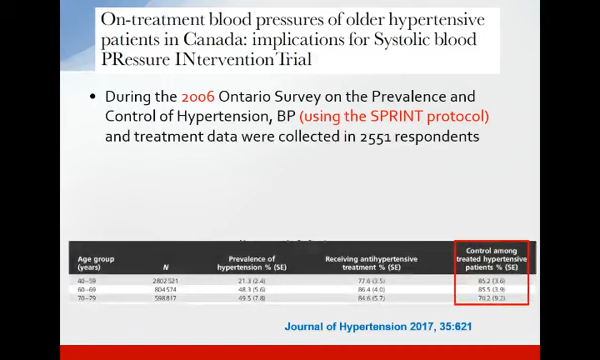 On-treatment blood pressures of older hypertensive
patients in Canada: implications for Systolic blood
PRessure INtervention Trial
• During the 2006 Ontario Survey on the Prevalence and
Control of Hypertension, BP (using the SPRINT protocol)
and treatment data were collected in 2551 respondents
Age group (years) N Prevalence of hypertension % (SE) Receiving antihypertensive treatment % (SE) Control among treated hypertensive patients % (SE)
40–59 2802521 21.3 (2.4) 77.6 (3.5) 85.2 (3.6)
60–69 804574 48.3 (5.6) 86.4 (4.0) 85.5 (3.9)
70–79 598817 49.5 (7.8) 84.6 (5.7) 79.2 (9.2)
Journal of Hypertension 2017, 35:621